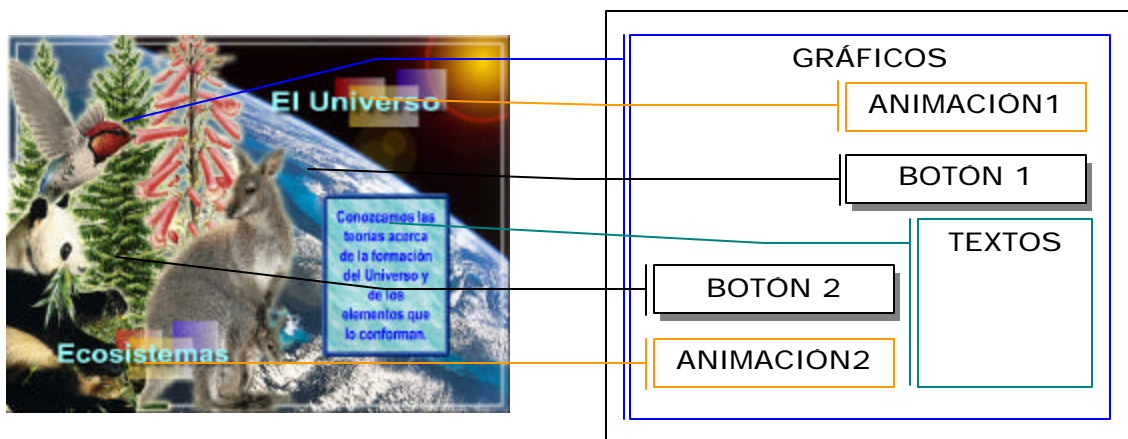 El Universo
Conozcamos las
teorías acerca
de la formación
del Universo y
de los
elementos que
lo conforman.
Ecosistemas
GRÁFICOS
ANIMACIÓN1
BOTÓN 1
TEXTOS
BOTÓN 2
ANIMACIÓN2